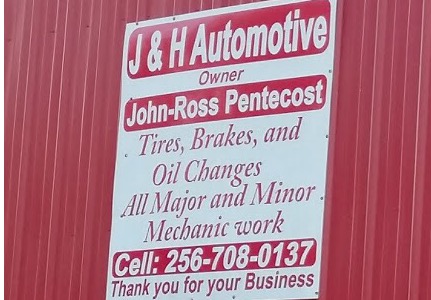 J & H Automotive
Owner
John-Ross Pentecost
Tires, Brakes, and
Oil Changes
All Major and Minor
Mechanic work
Cell: 256-708-0137
Thank you for your Business